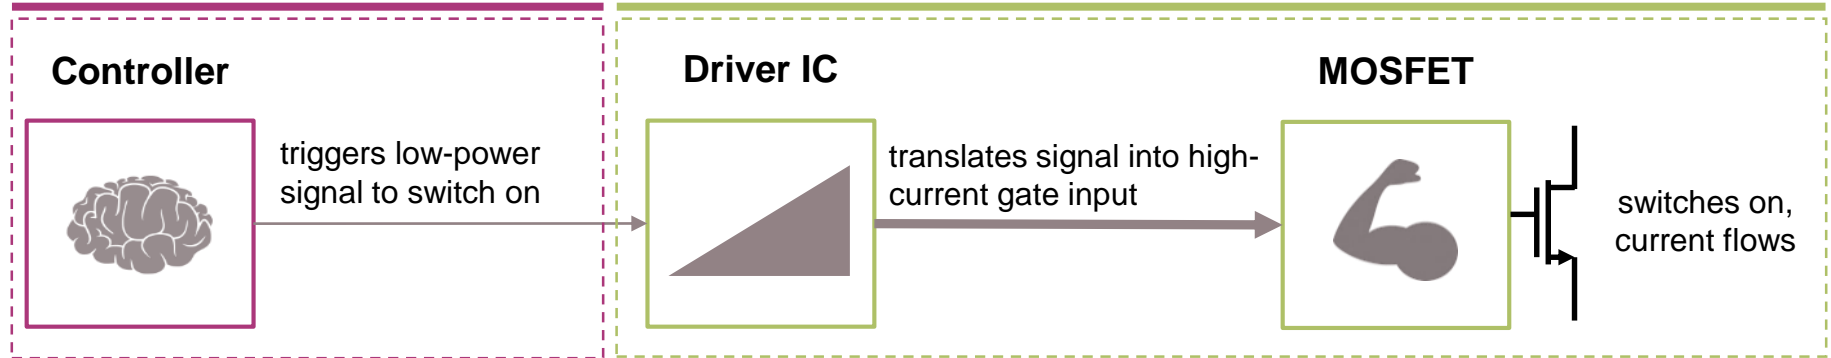 Controller
triggers low-power
signal to switch on
Driver IC
translates signal into high-
current gate input
MOSFET
switches on,
current flows